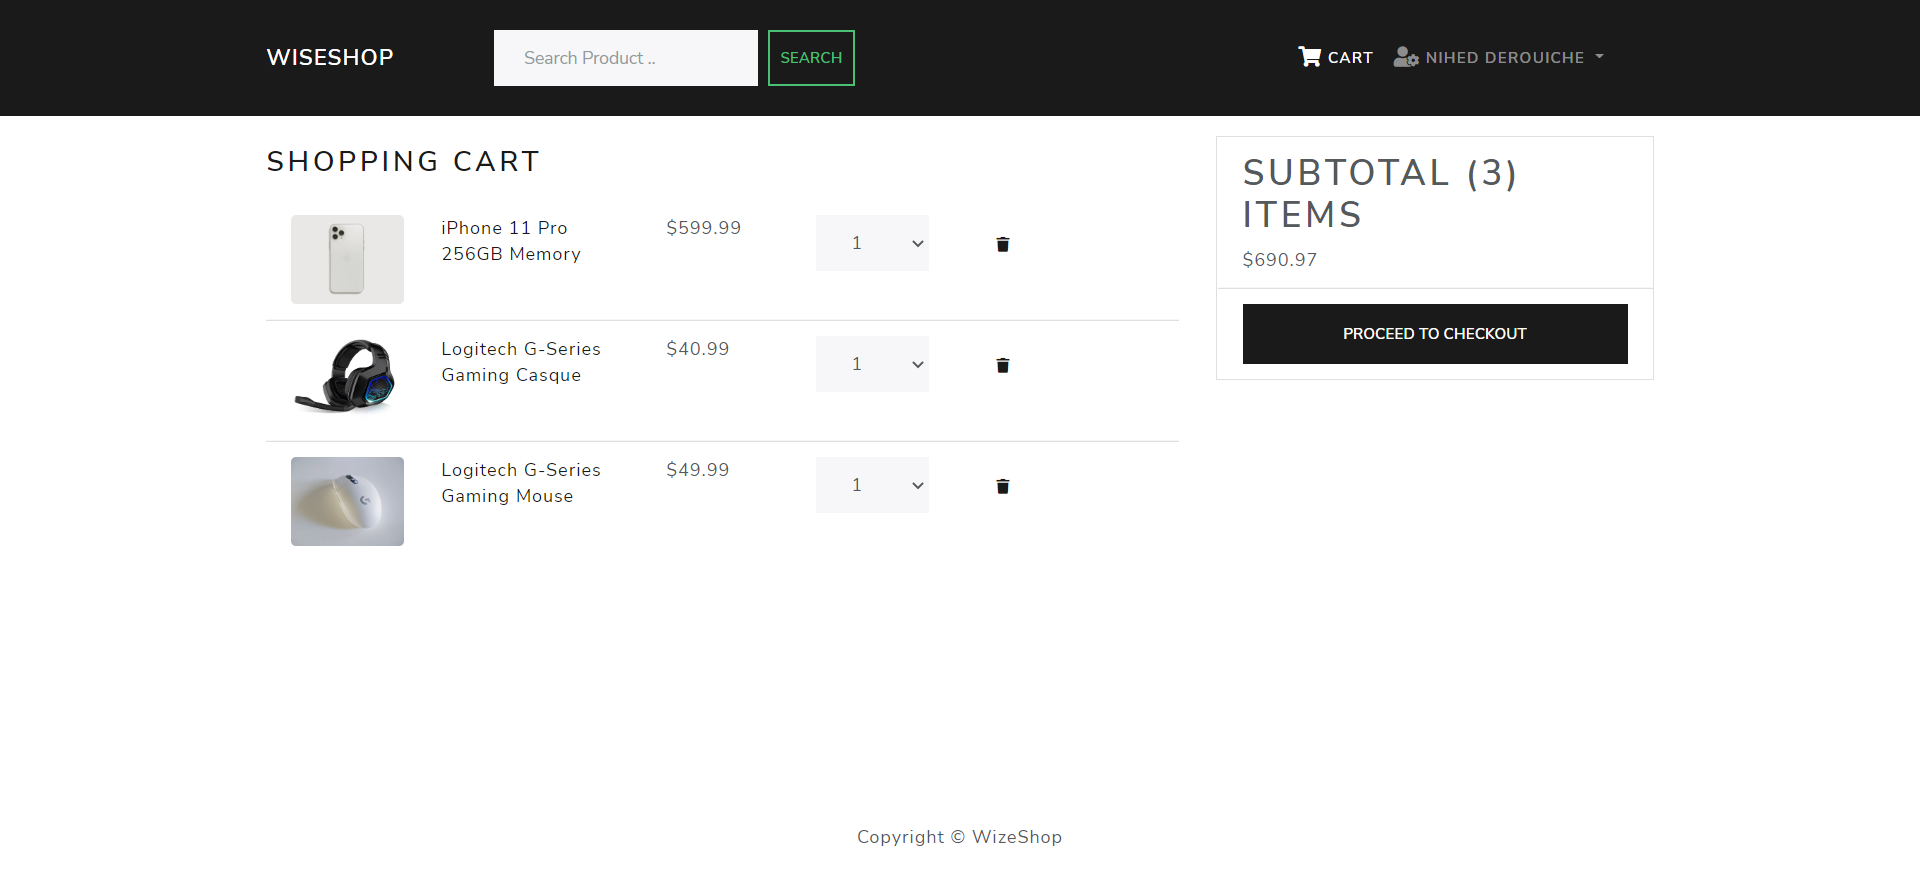 WISESHOP
Search Product ..
SEARCH
CART
NIHED DEROUICHE
SHOPPING CART
iPhone 11 Pro
256GB Memory
$599.99
1
Logitech G-Series
Gaming Casque
$40.99
1
Logitech G-Series
Gaming Mouse
$49.99
1
SUBTOTAL (3)
ITEMS
$690.97
PROCEED TO CHECKOUT
Copyright © WizeShop